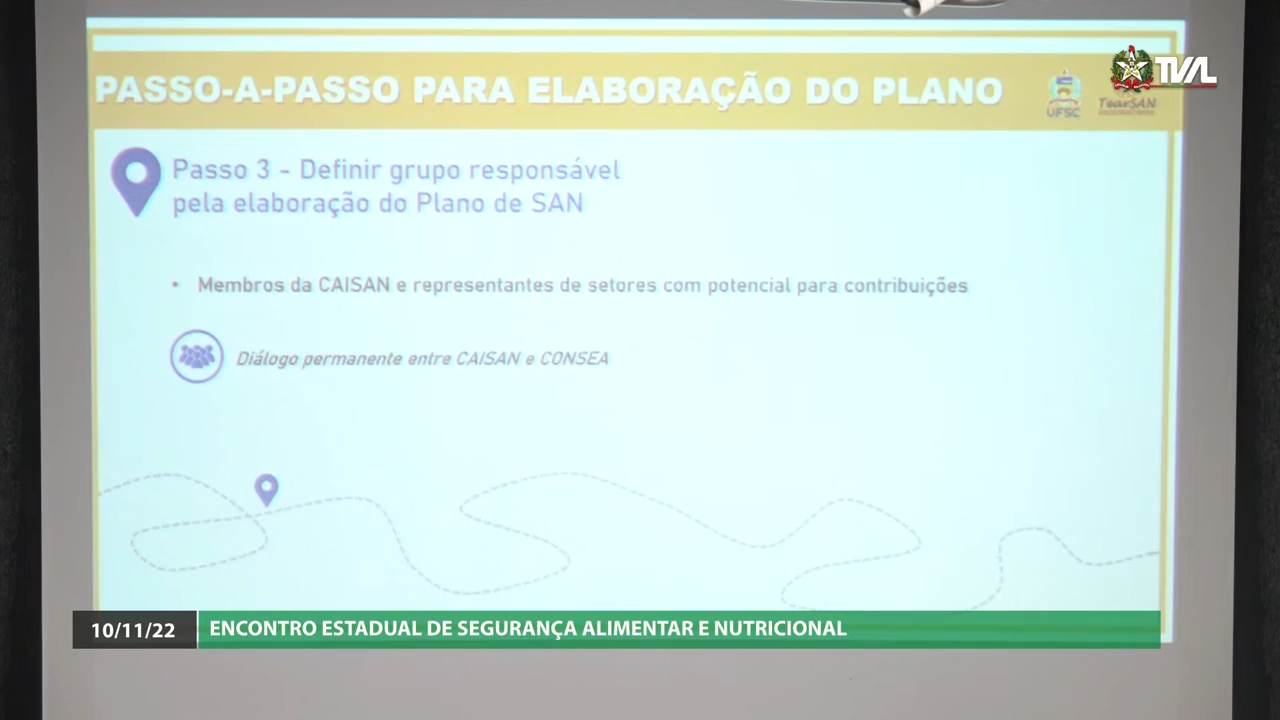 PASSO-A-PASSO PARA ELABORAÇÃO DO PLANO
UFSC
TearSAN
TVAL
Passo 3 - Definir grupo responsável
pela elaboração do Plano de SAN
• Membros da CAISAN e representantes de setores com potencial para contribuições
Diálogo permanente entre CAISAN e CONSEA
10/11/22
ENCONTRO ESTADUAL DE SEGURANÇA ALIMENTAR E NUTRICIONAL